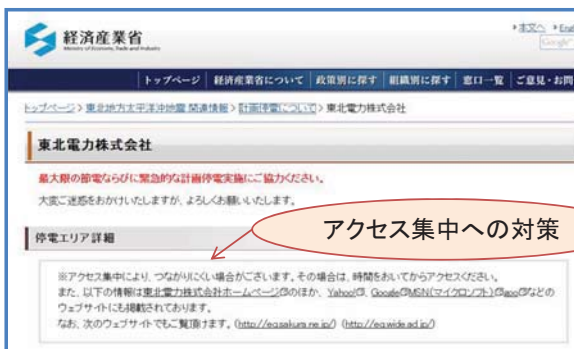 経済産業省
Ministry of Economy, Trade and Industry
本文へ
トップページ 経済産業省について 政策別に探す 組織別に探す 窓口一覧 ご意見・お問
トップページ > 東北地方太平洋沖地震 関連情報 > 計画停電について > 東北電力株式会社
東北電力株式会社
最大限の節電ならびに緊急的な計画停電実施にご協力ください。
大変ご迷惑をおかけいたしますが、よろしくお願いいたします。
アクセス集中への対策
停電エリア詳細
※アクセス集中により、つながりにくい場合がございます。その場合は、時間をおいてからアクセスください。
また、以下の情報は東北電力株式会社ホームページのほか、Yahoo!、Google、MSN(マイクロソフト)、gooなどの
ウェブサイトにも掲載されております。
なお、次のウェブサイトでもご覧頂けます。(http://eq.sakura.ne.jp/) (http://eq.wide.ad.jp/)